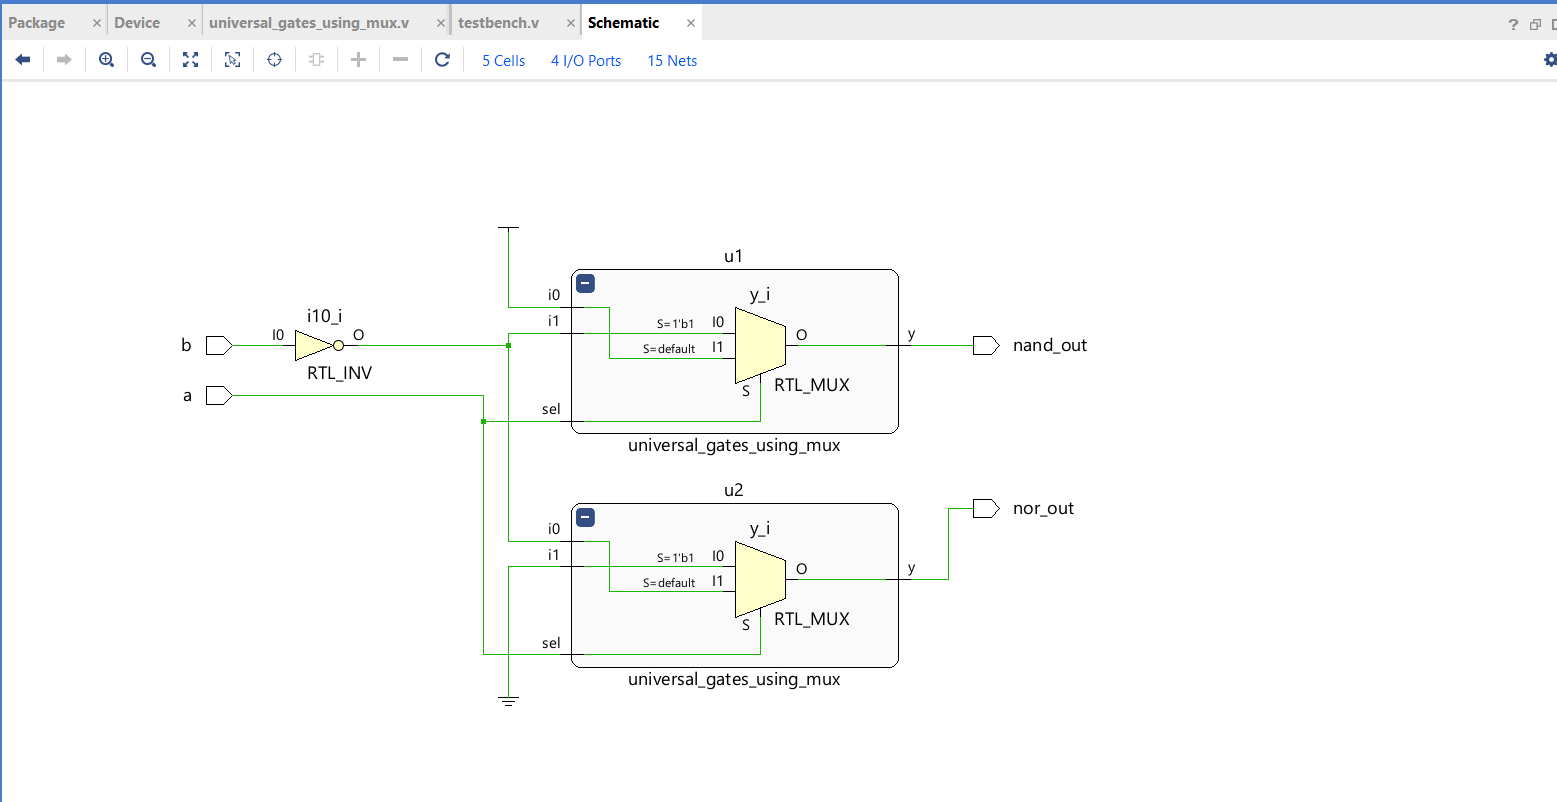 Package Device universal_gates_using_mux.v testbench.v Schematic
5 Cells 4 I/O Ports 15 Nets
u1
y_i
i0
i1
S=1'b1 I0
S=default I1
O
y
S
RTL_MUX
sel
universal_gates_using_mux
i10_i
b
I0
O
RTL_INV
a
nand_out
u2
y_i
i0
i1
S=1'b1 I0
S=default I1
O
y
S
RTL_MUX
sel
universal_gates_using_mux
nor_out